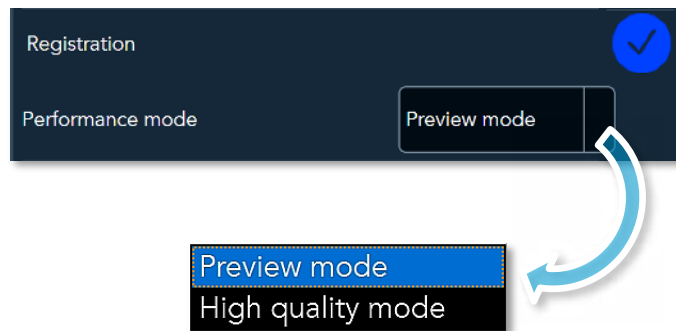 Registration
Performance mode
Preview mode
Preview mode
High quality mode